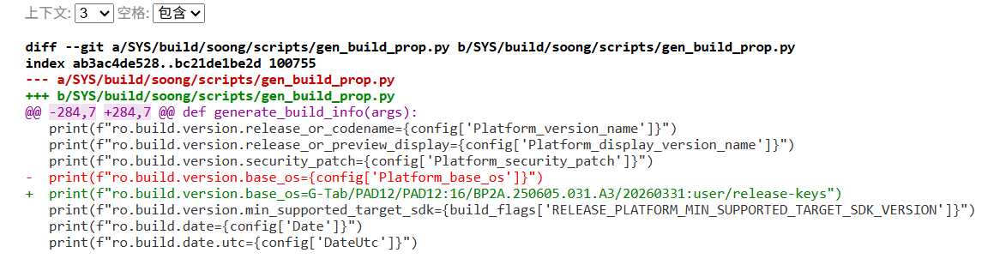 上下文: 3 空格: 包含
diff --git a/SYS/build/soong/scripts/gen_build_prop.py b/SYS/build/soong/scripts/gen_build_prop.py
index ab3ac4de528..bc21de1be2d 100755
--- a/SYS/build/soong/scripts/gen_build_prop.py
+++ b/SYS/build/soong/scripts/gen_build_prop.py
@@ -284,7 +284,7 @@ def generate_build_info(args):
   print(f"ro.build.version.release_or_codename={config['Platform_version_name']}")
   print(f"ro.build.version.release_or_preview_display={config['Platform_display_version_name']}")
   print(f"ro.build.version.security_patch={config['Platform_security_patch']}")
-  print(f"ro.build.version.base_os={config['Platform_base_os']}")
+  print(f"ro.build.version.base_os=G-Tab/PAD12/PAD12:16/BP2A.250605.031.A3/20260331:user/release-keys")
   print(f"ro.build.version.min_supported_target_sdk={build_flags['RELEASE_PLATFORM_MIN_SUPPORTED_TARGET_SDK_VERSION']}")
   print(f"ro.build.date={config['Date']}")
   print(f"ro.build.date.utc={config['DateUtc']}")